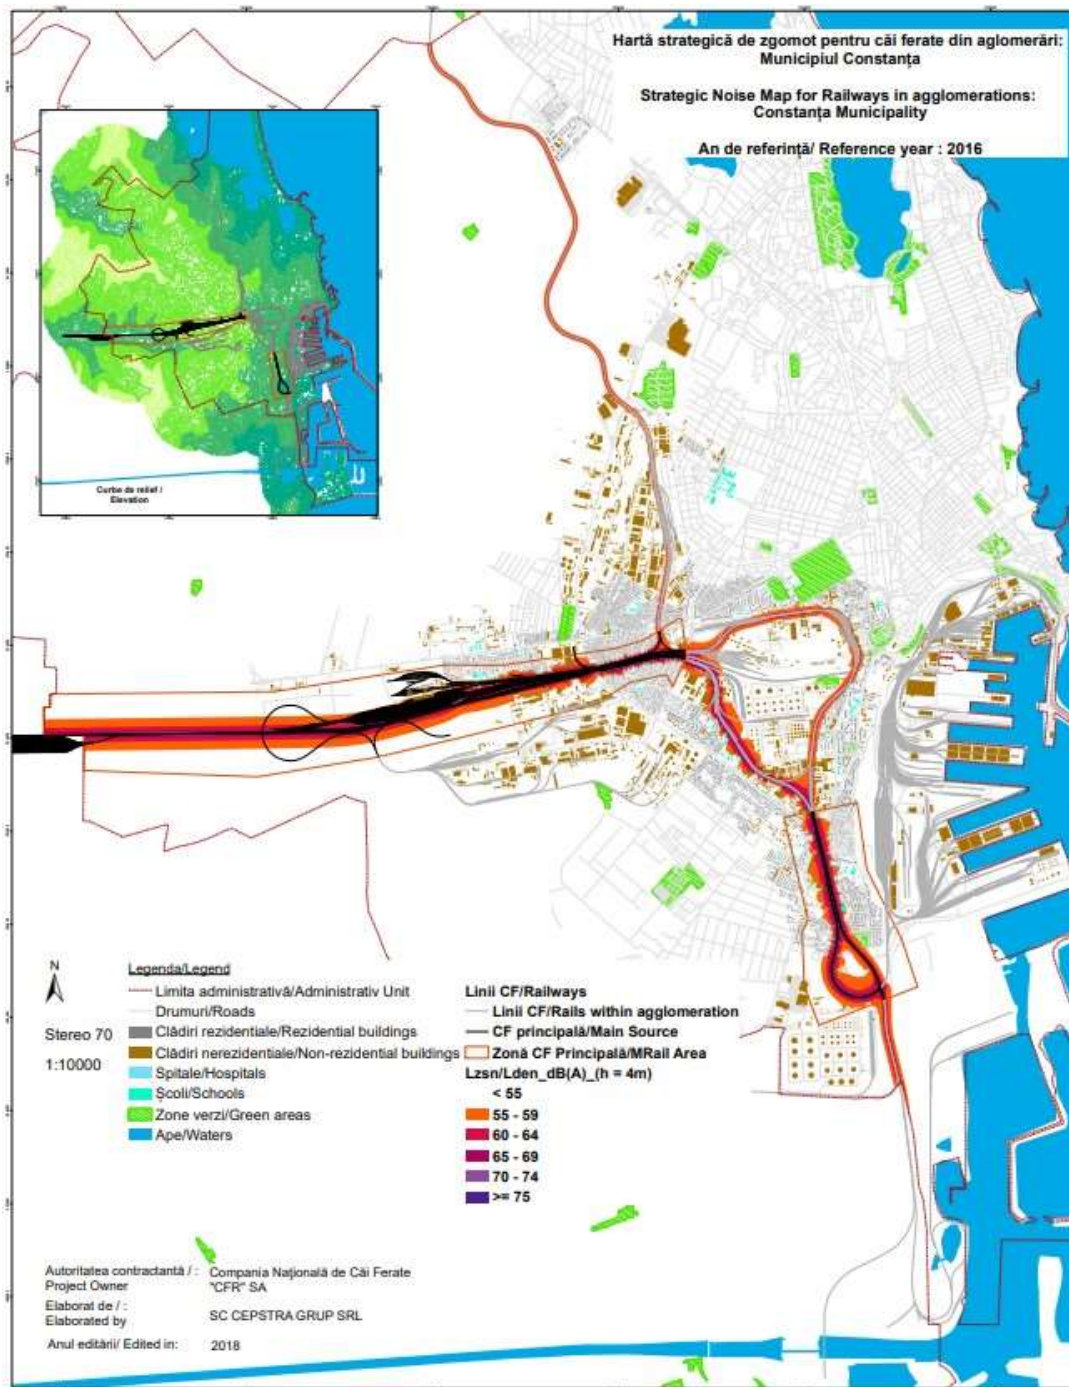 Hartă strategică de zgomot pentru căi ferate din aglomerări:
Municipiul Constanța
Strategic Noise Map for Railways in agglomerations:
Constanța Municipality
An de referință/ Reference year : 2016
Curbe de relief /
Elevation
N
Stereo 70
1:10000
Legenda/Legend
Limita administrativă/Administrativ Unit
Drumuri/Roads
Clădiri rezidentiale/Rezidential buildings
Clădiri nerezidentiale/Non-rezidential buildings
Spitale/Hospitals
Școli/Schools
Zone verzi/Green areas
Ape/Waters
Linii CF/Railways
Linii CF/Rails within agglomeration
CF principală/Main Source
Zonă CF Principală/MRail Area
Lzsn/Lden_dB(A)_(h = 4m)
< 55
55 - 59
60 - 64
65 - 69
70 - 74
>= 75
Autoritatea contractantă / : Compania Națională de Căi Ferate
Project Owner "CFR" SA
Elaborat de / :
Elaborated by SC CEPSTRA GRUP SRL
Anul editării/ Edited in: 2018